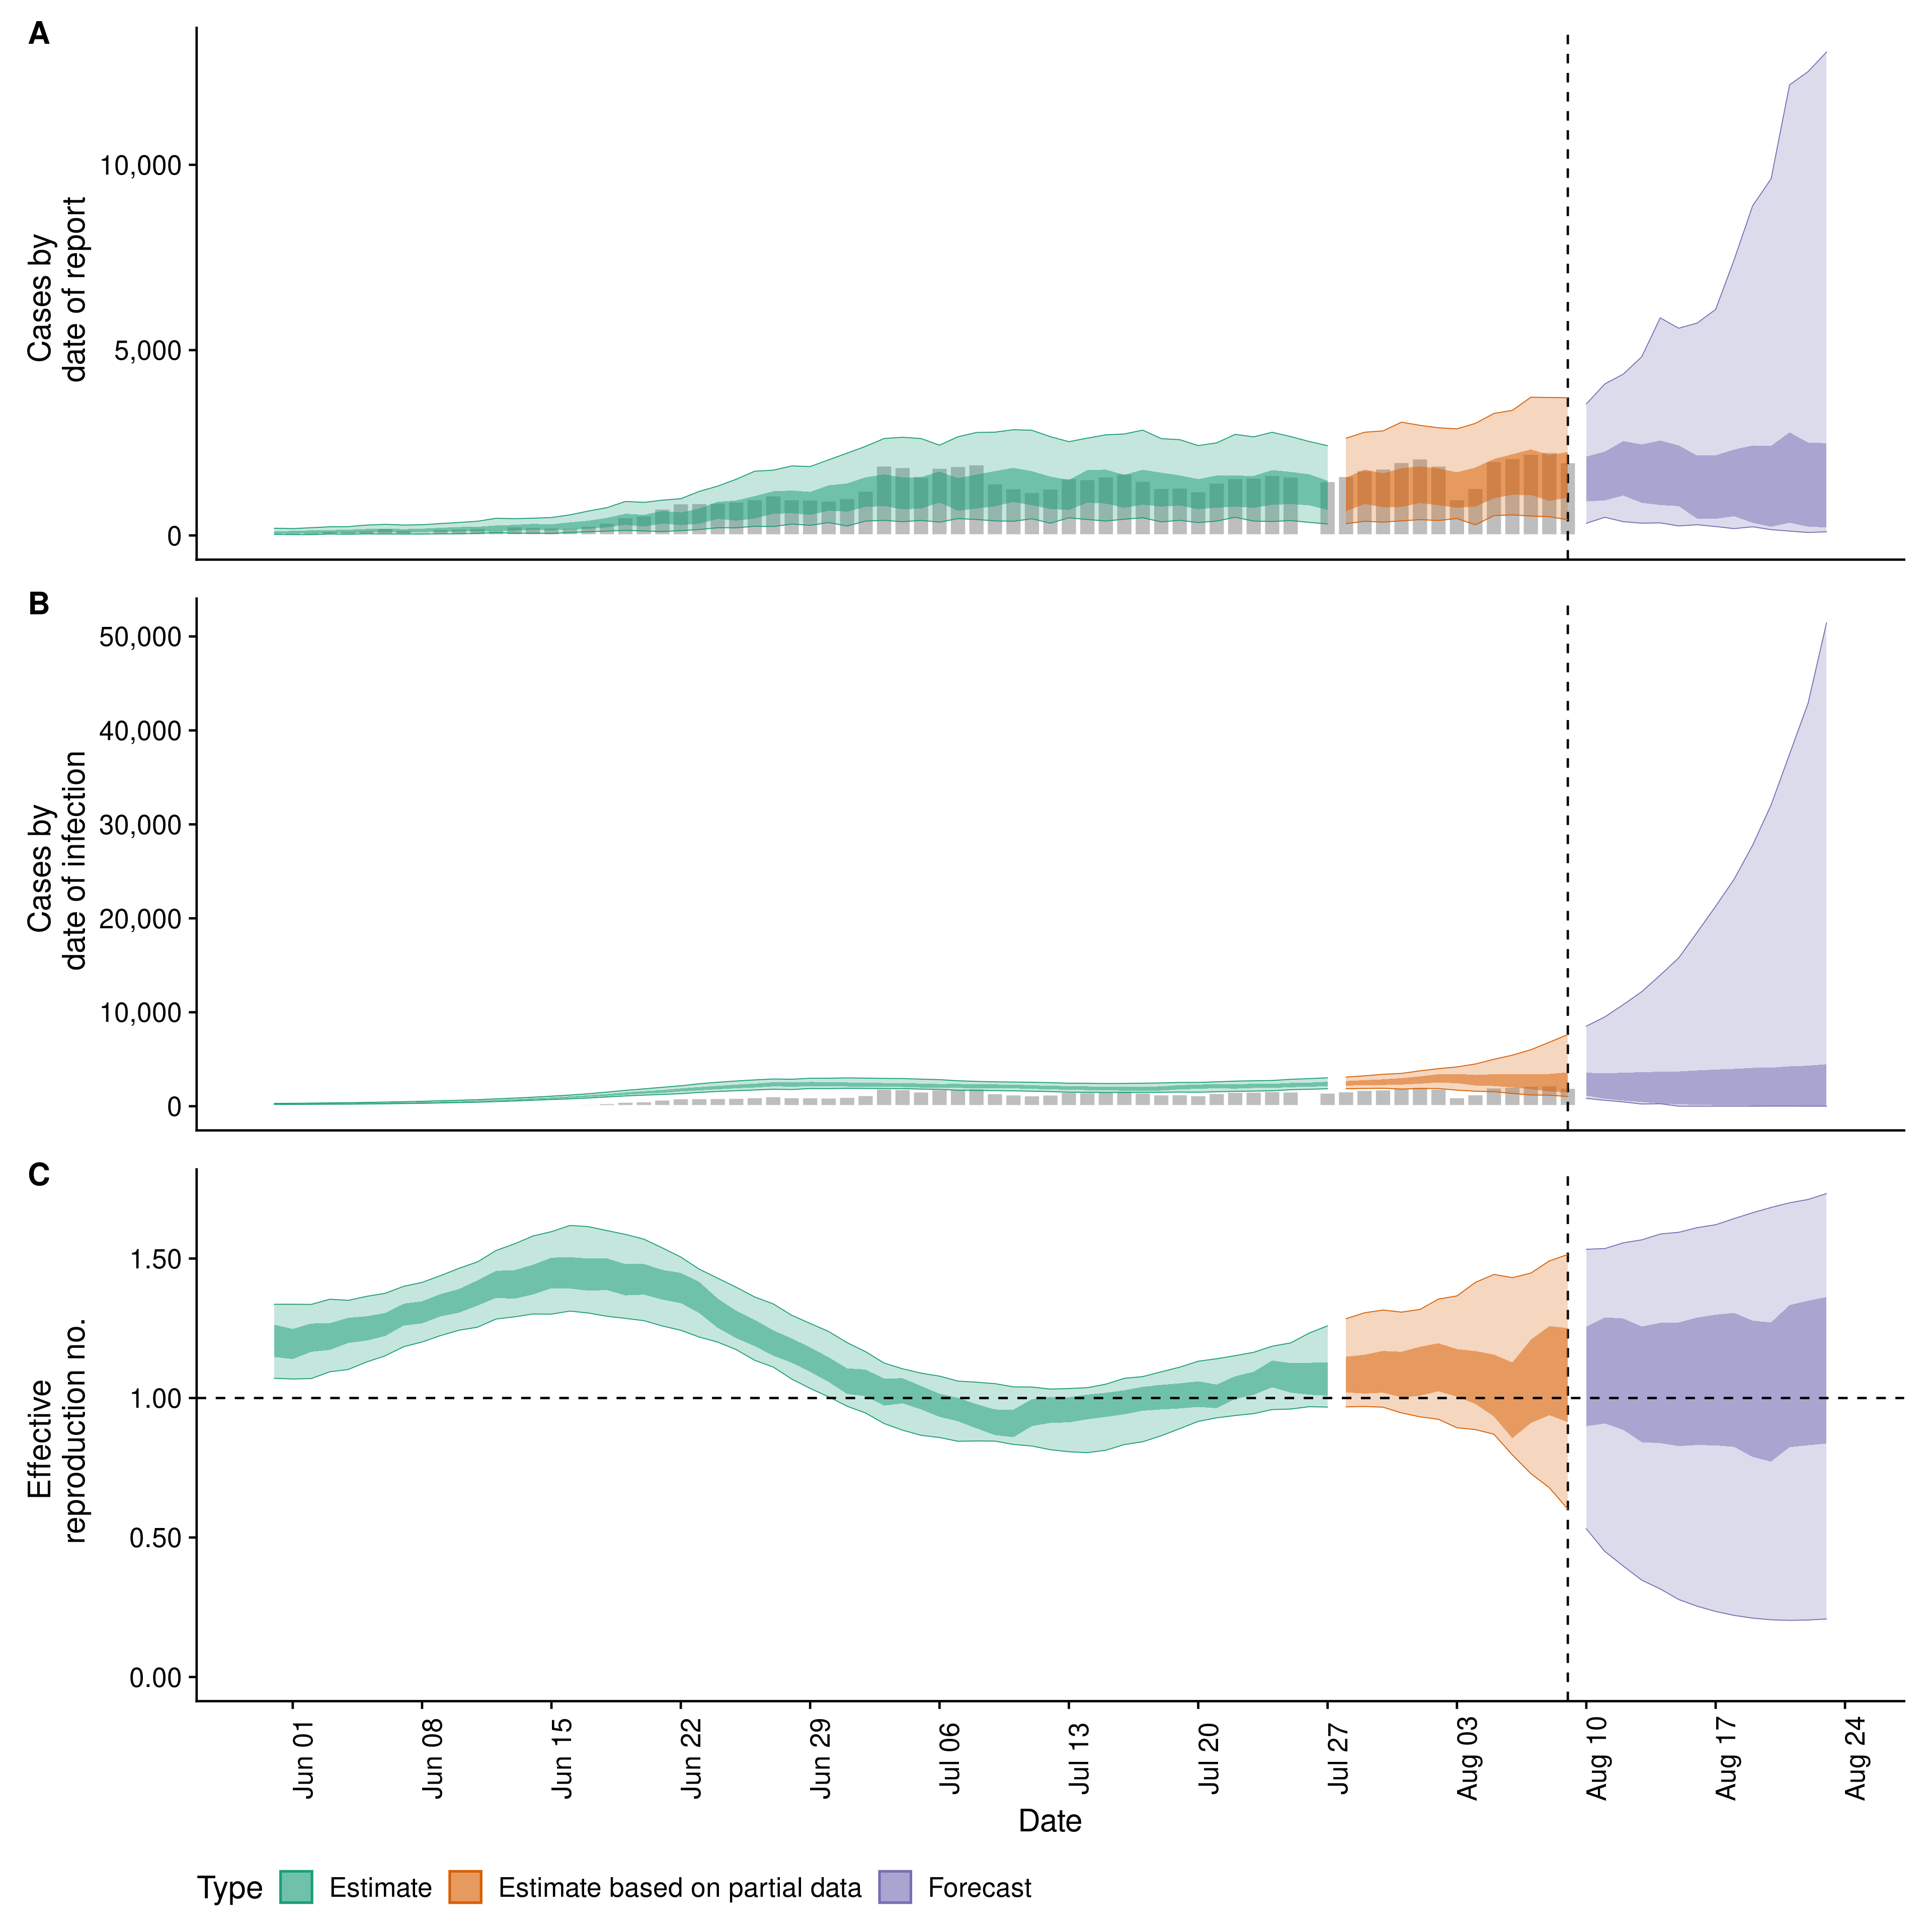 A
Cases by
date of report
10,000
5,000
0
B
Cases by
date of infection
50,000
40,000
30,000
20,000
10,000
0
C
Effective
reproduction no.
1.50
1.00
0.50
0.00
Jun 01
Jun 08
Jun 15
Jun 22
Jun 29
Jul 06
Jul 13
Jul 20
Jul 27
Aug 03
Aug 10
Aug 17
Aug 24
Date
Type Estimate Estimate based on partial data Forecast